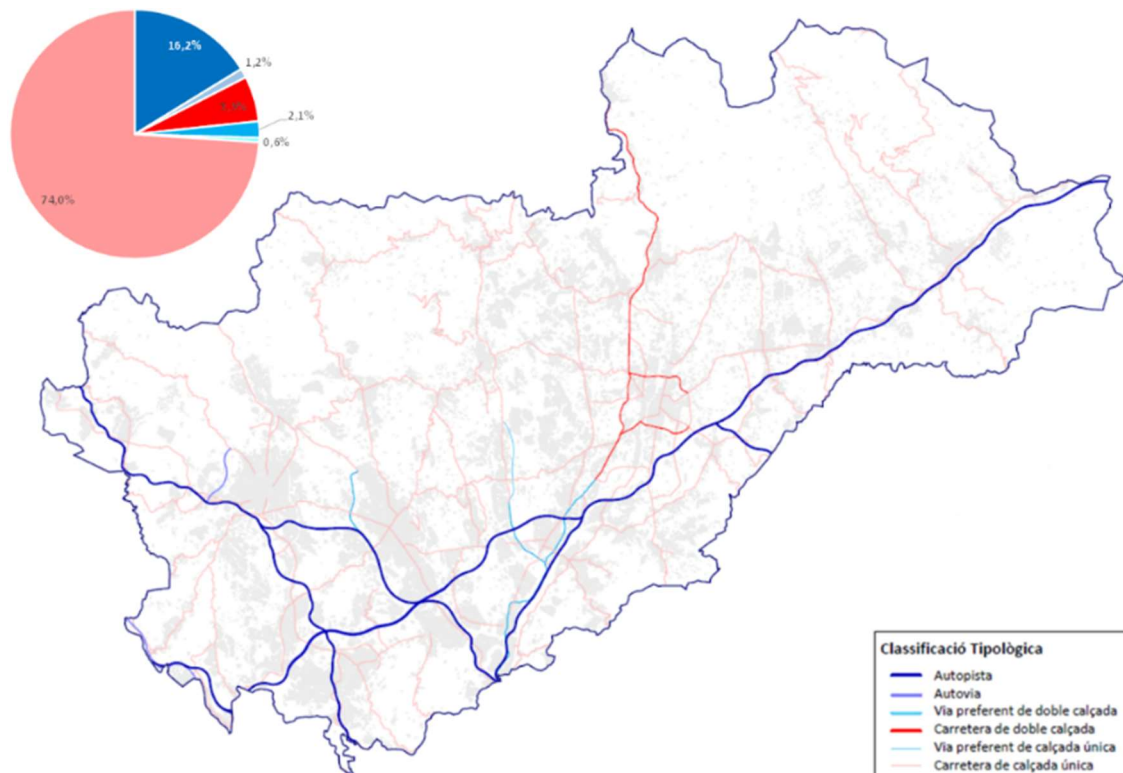 16,2%
1,2%
2,1%
0,6%
74,0%
Classificació Tipològica
Autopista
Autovia
Via preferent de doble calçada
Carretera de doble calçada
Via preferent de calçada única
Carretera de calçada única